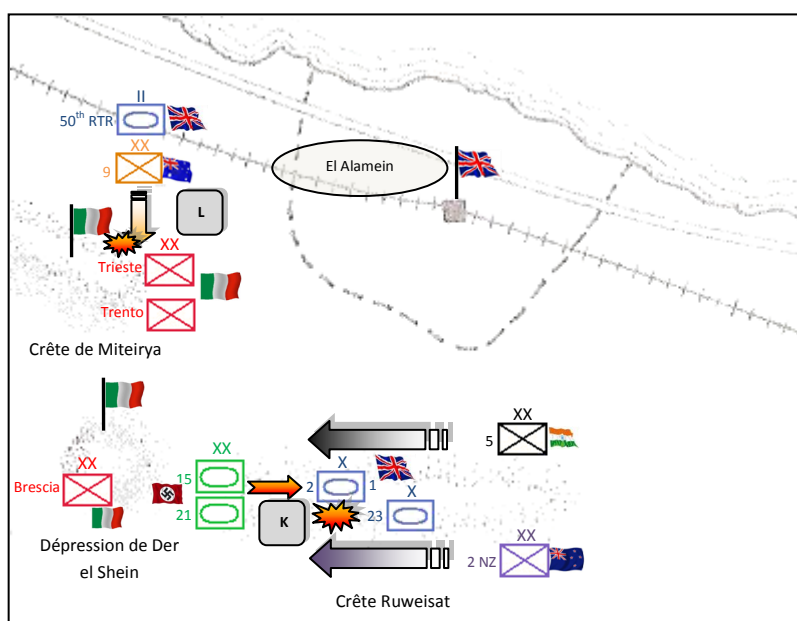 II
50th RTR
XX
9
El Alamein
L
XX
Trieste
Trento
Crête de Miteirya
XX
5
XX
15
XX
Brescia
X
2 1
X
21
K
23
XX
2 NZ
Dépression de Der
el Shein
Crête Ruweisat